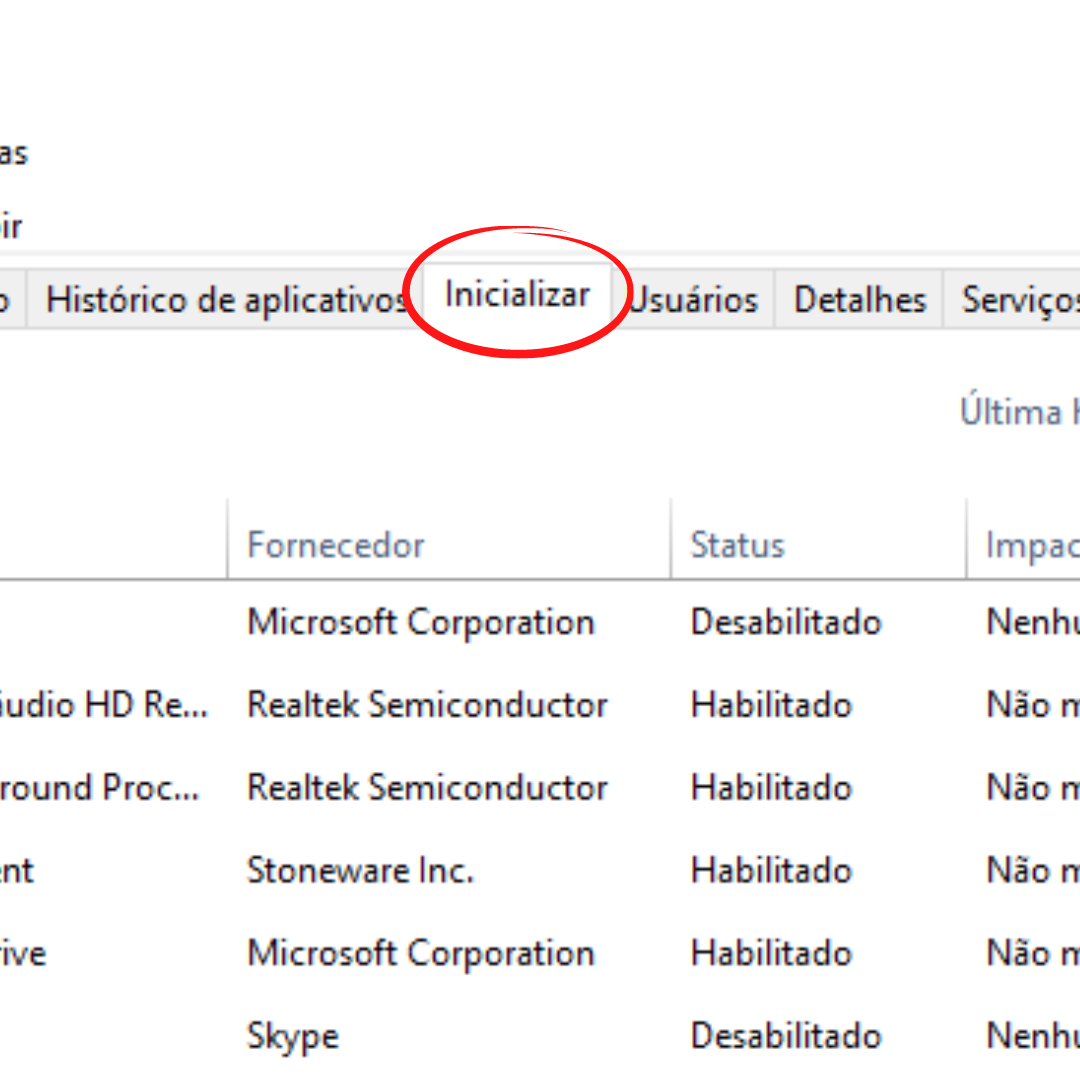 as
ir
o Histórico de aplicativos Inicializar Usuários Detalhes Serviços
Última
Fornecedor Status Impac
Microsoft Corporation Desabilitado Nenhu
áudio HD Re... Realtek Semiconductor Habilitado Não m
round Proc... Realtek Semiconductor Habilitado Não m
ent Stoneware Inc. Habilitado Não m
rive Microsoft Corporation Habilitado Não m
Skype Desabilitado Nenhu